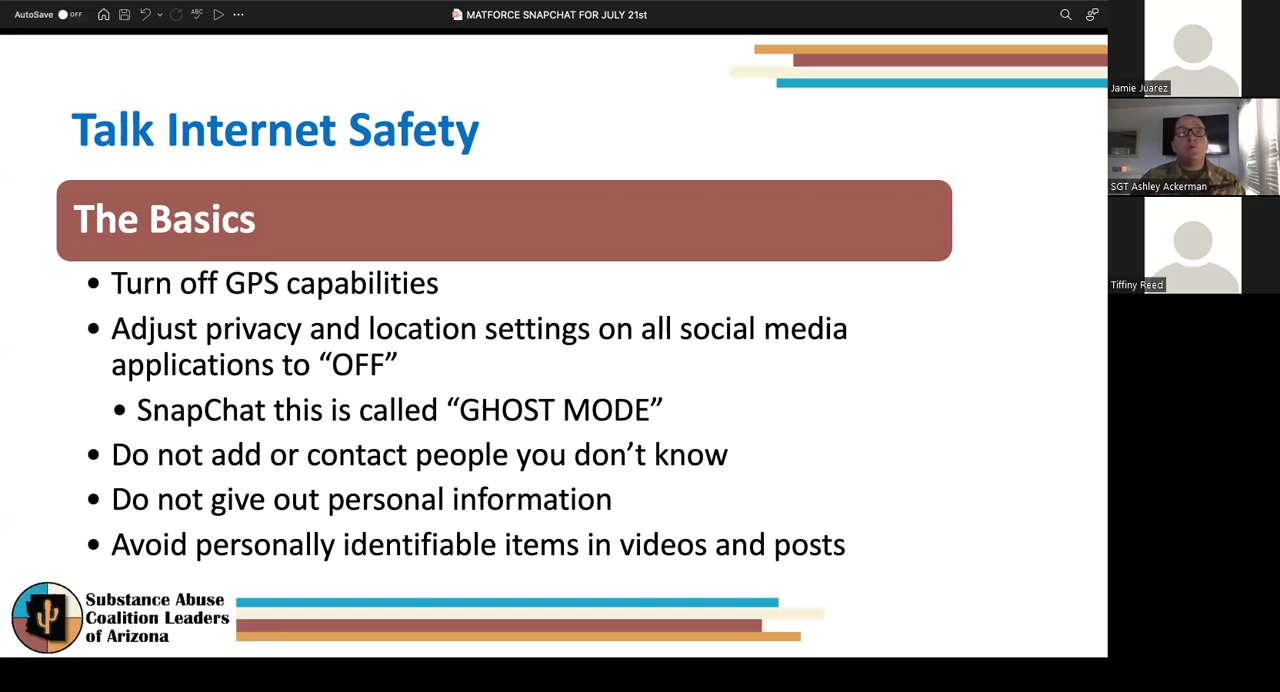 AutoSave OFF
ABC
MATFORCE SNAPCHAT FOR JULY 21st
Talk Internet Safety
The Basics
• Turn off GPS capabilities
• Adjust privacy and location settings on all social media
applications to “OFF”
• SnapChat this is called “GHOST MODE”
• Do not add or contact people you don’t know
• Do not give out personal information
• Avoid personally identifiable items in videos and posts
Substance Abuse
Coalition Leaders
of Arizona
Jamie Juarez
SGT Ashley Ackerman
Tiffiny Reed